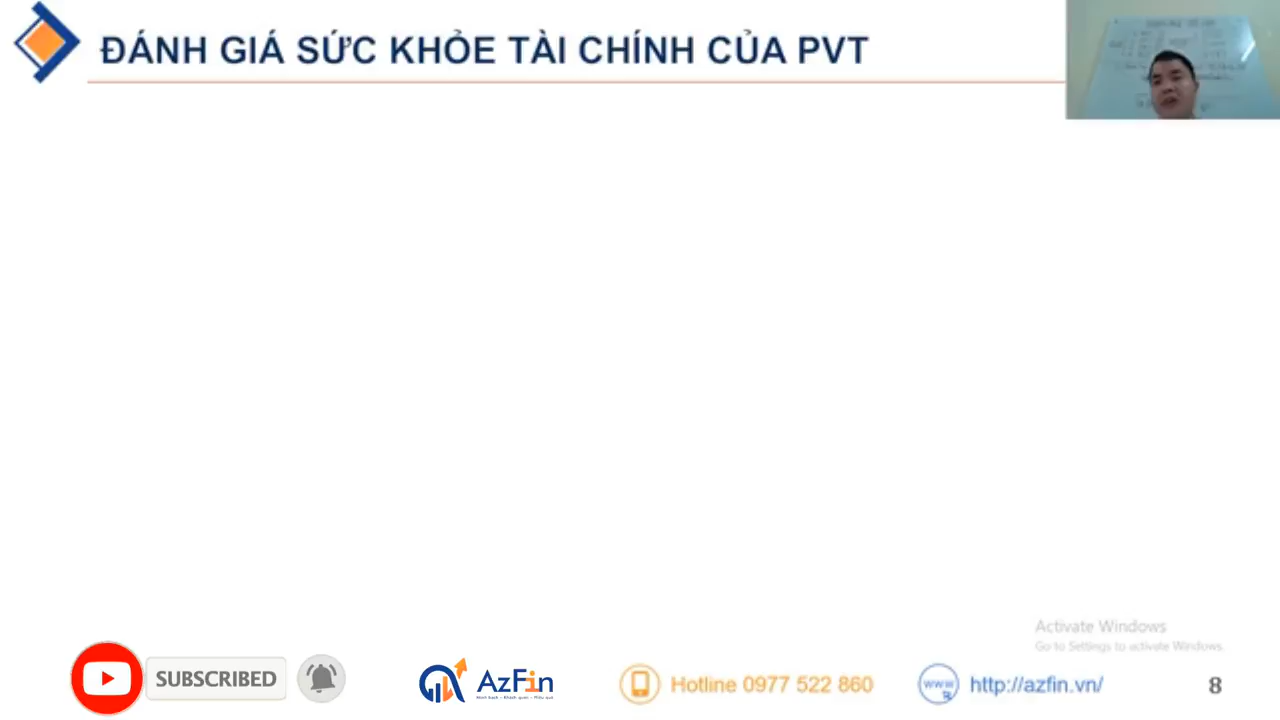 ĐÁNH GIÁ SỨC KHỎE TÀI CHÍNH CỦA PVT
Activate Windows
Go to Settings to activate Windows.
SUBSCRIBED
AzFin
Hotline 0977 522 860
www
http://azfin.vn/
8